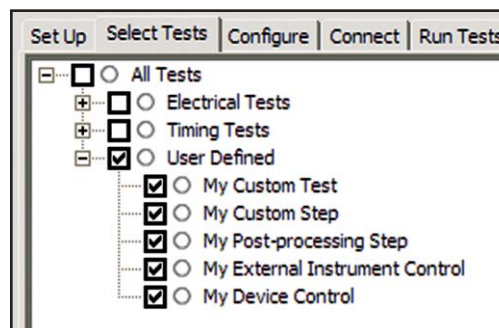 Set Up Select Tests Configure Connect Run Tests
All Tests
Electrical Tests
Timing Tests
User Defined
My Custom Test
My Custom Step
My Post-processing Step
My External Instrument Control
My Device Control